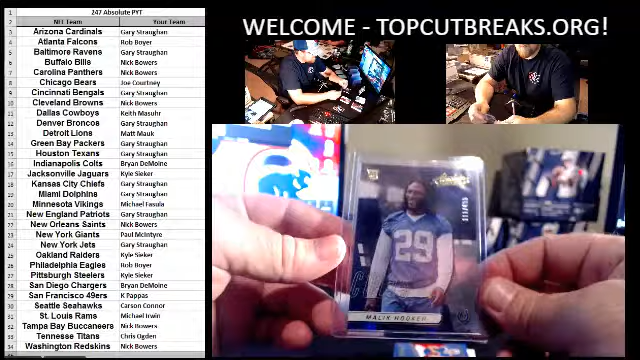 247 Absolute PYT
NFL Team Your Team
Arizona Cardinals Gary Straughan
Atlanta Falcons Rob Boyer
Baltimore Ravens Gary Straughan
Buffalo Bills Nick Bowers
Carolina Panthers Nick Bowers
Chicago Bears Joe Courtney
Cincinnati Bengals Gary Straughan
Cleveland Browns Nick Bowers
Dallas Cowboys Keith Masuhr
Denver Broncos Gary Straughan
Detroit Lions Matt Mauk
Green Bay Packers Gary Straughan
Houston Texans Gary Straughan
Indianapolis Colts Bryan DeMoine
Jacksonville Jaguars Kyle Sieker
Kansas City Chiefs Gary Straughan
Miami Dolphins Gary Straughan
Minnesota Vikings Michael Fasula
New England Patriots Gary Straughan
New Orleans Saints Nick Bowers
New York Giants Paul McIntyre
New York Jets Gary Straughan
Oakland Raiders Kyle Sieker
Philadelphia Eagles Rob Boyer
Pittsburgh Steelers Kyle Sieker
San Diego Chargers Bryan DeMoine
San Francisco 49ers K Pappas
Seattle Seahawks Carson Connor
St. Louis Rams Michael Irwin
Tampa Bay Buccaneers Nick Bowers
Tennessee Titans Chris Ogden
Washington Redskins Nick Bowers
WELCOME - TOPCUTBREAKS.ORG!
29
MALIK HOOKER